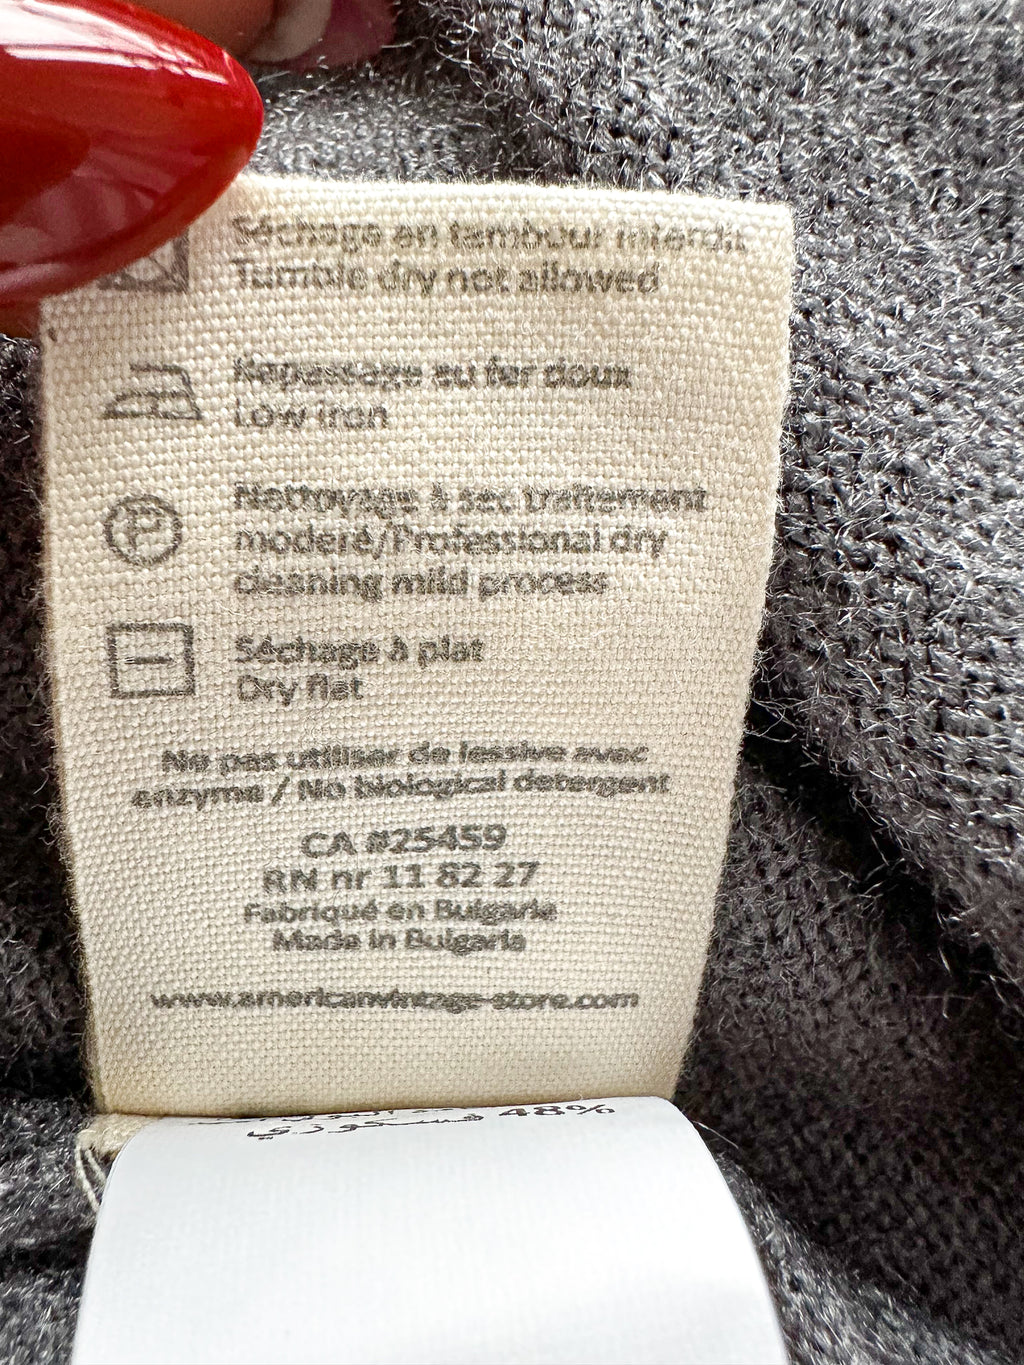 Séchage en tambour interdit
Tumble dry not allowed
Repassage au fer doux
Low iron
P
Nettoyage à sec traitement
moderé/Professional dry
cleaning mild process
Séchage à plat
Dry flat
Ne pas utiliser de lessive avec
enzyme / No biological detergent
CA #25459
RN nr 11 82 27
Fabriqué en Bulgarie
Made in Bulgaria
www.americanvintage-store.com
48% فيسكوزي